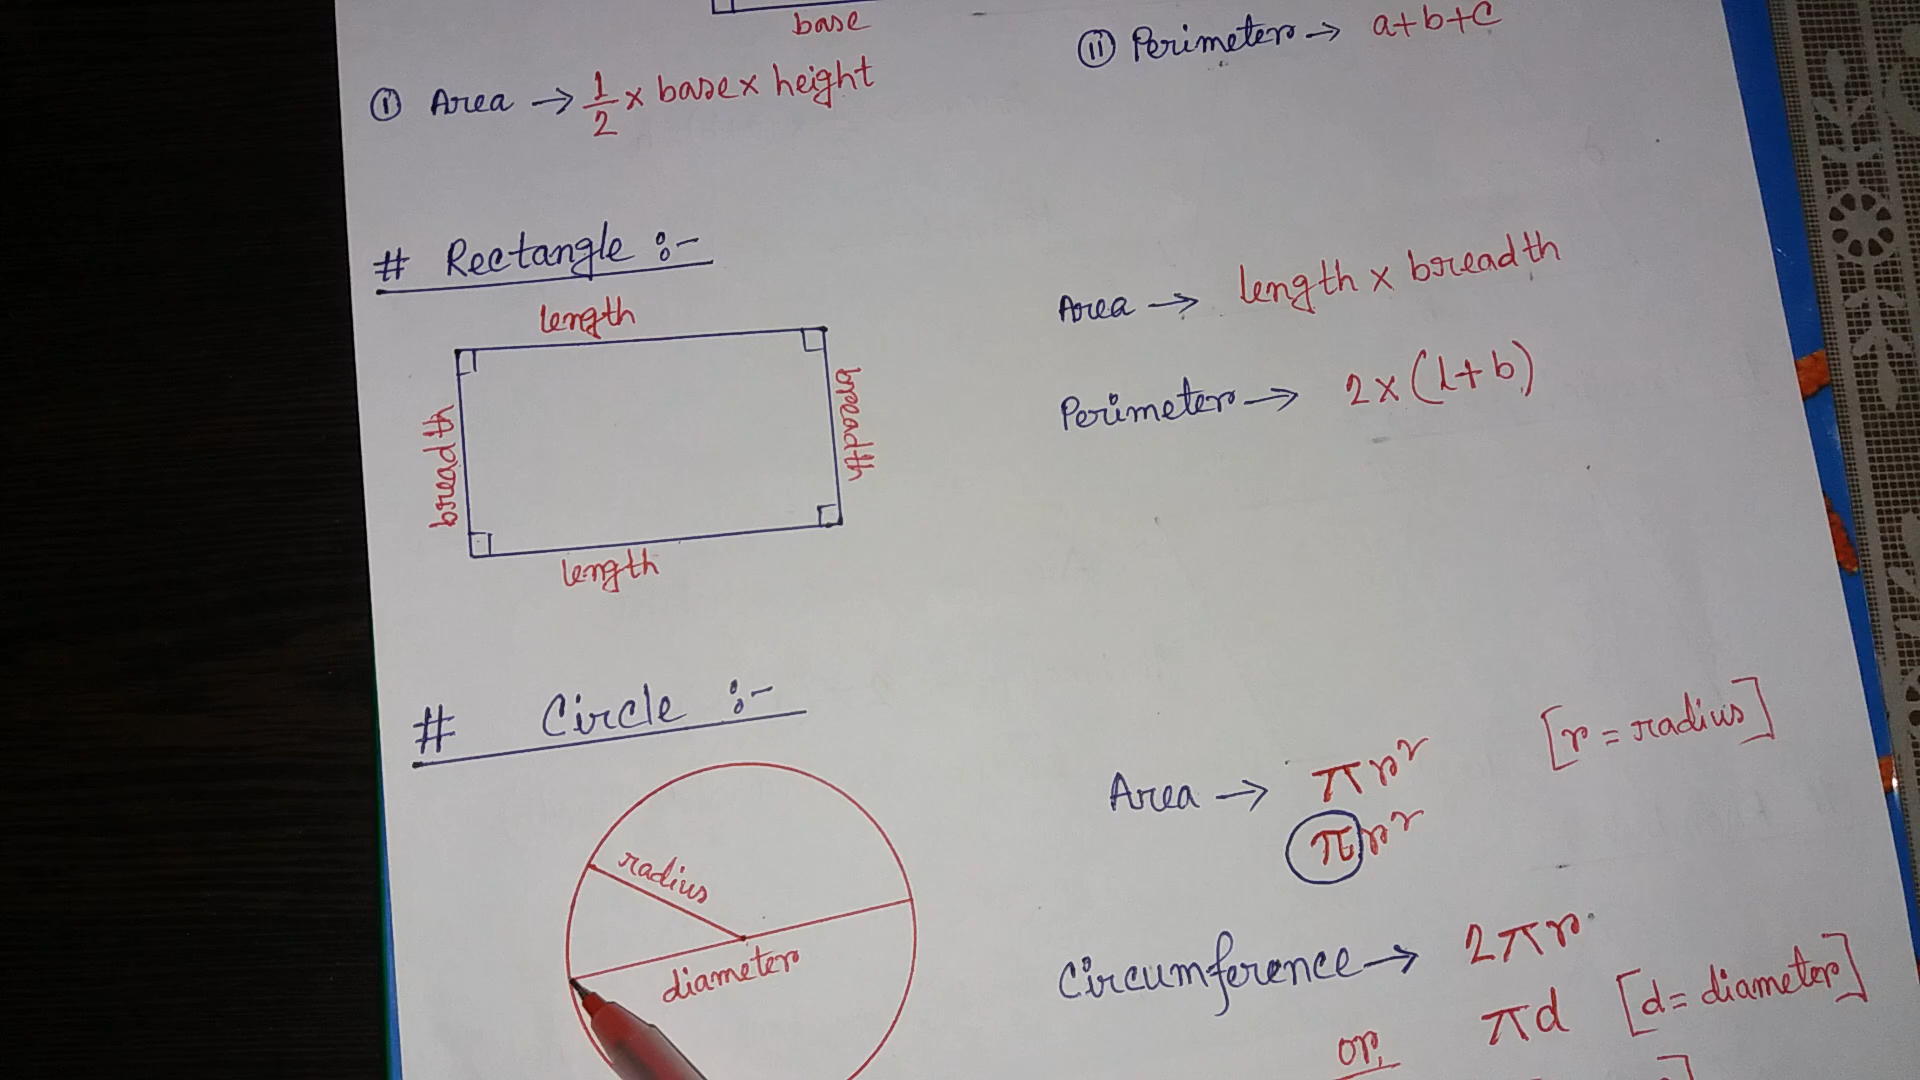 base
ⓘ Area → 1/2 × base × height
ⓘⓘ Perimeter → a+b+c
# Rectangle :-
length
breadth
breadth
length
Area → length × breadth
Perimeter → 2×(l+b)
# Circle :-
radius
diameter
Area → πr² [r = radius]
πr²
Circumference → 2πr
or, πd [d = diameter]